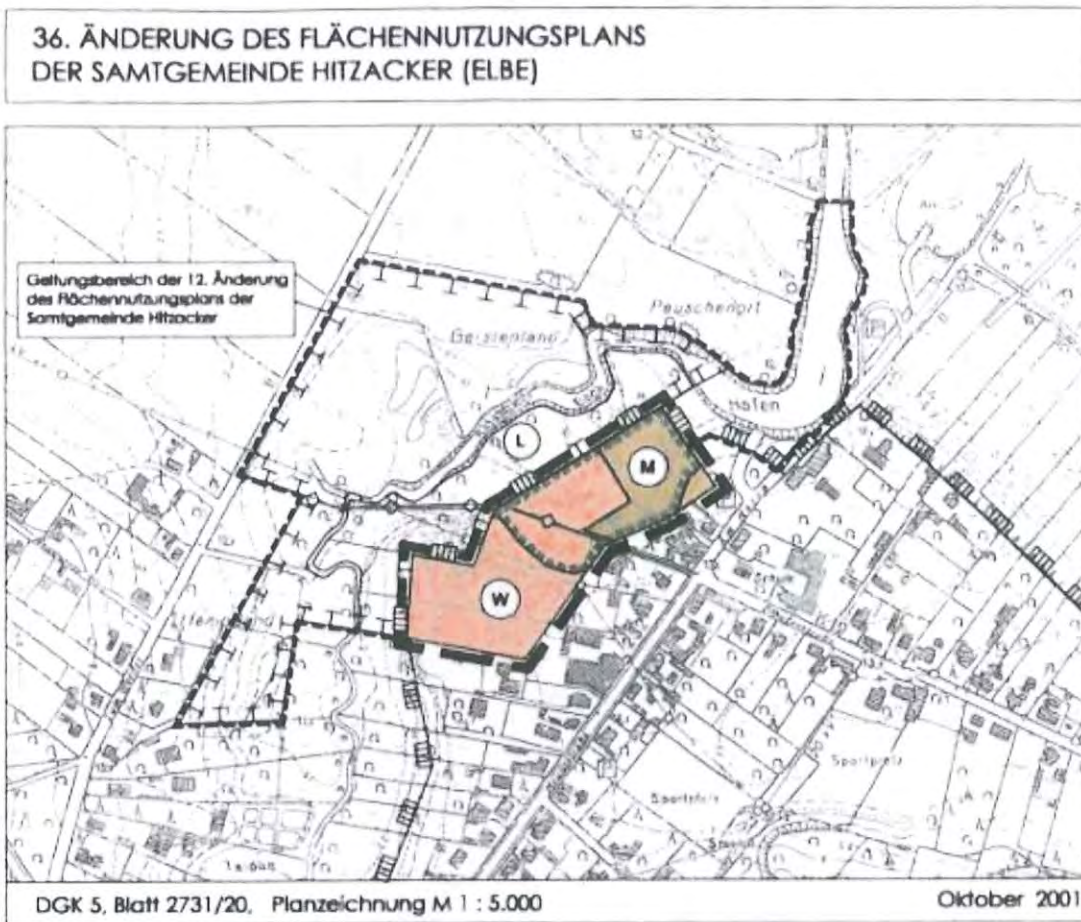 36. ÄNDERUNG DES FLÄCHENNUTZUNGSPLANS
DER SAMTGEMEINDE HITZACKER (ELBE)
Geltungsbereich der 12. Änderung
des Flächennutzungsplans der
Samtgemeinde Hitzacker
Hafen
L
M
W
Sportplatz
Sportplatz
DGK 5, Blatt 2731/20, Planzeichnung M 1 : 5.000
Oktober 2001